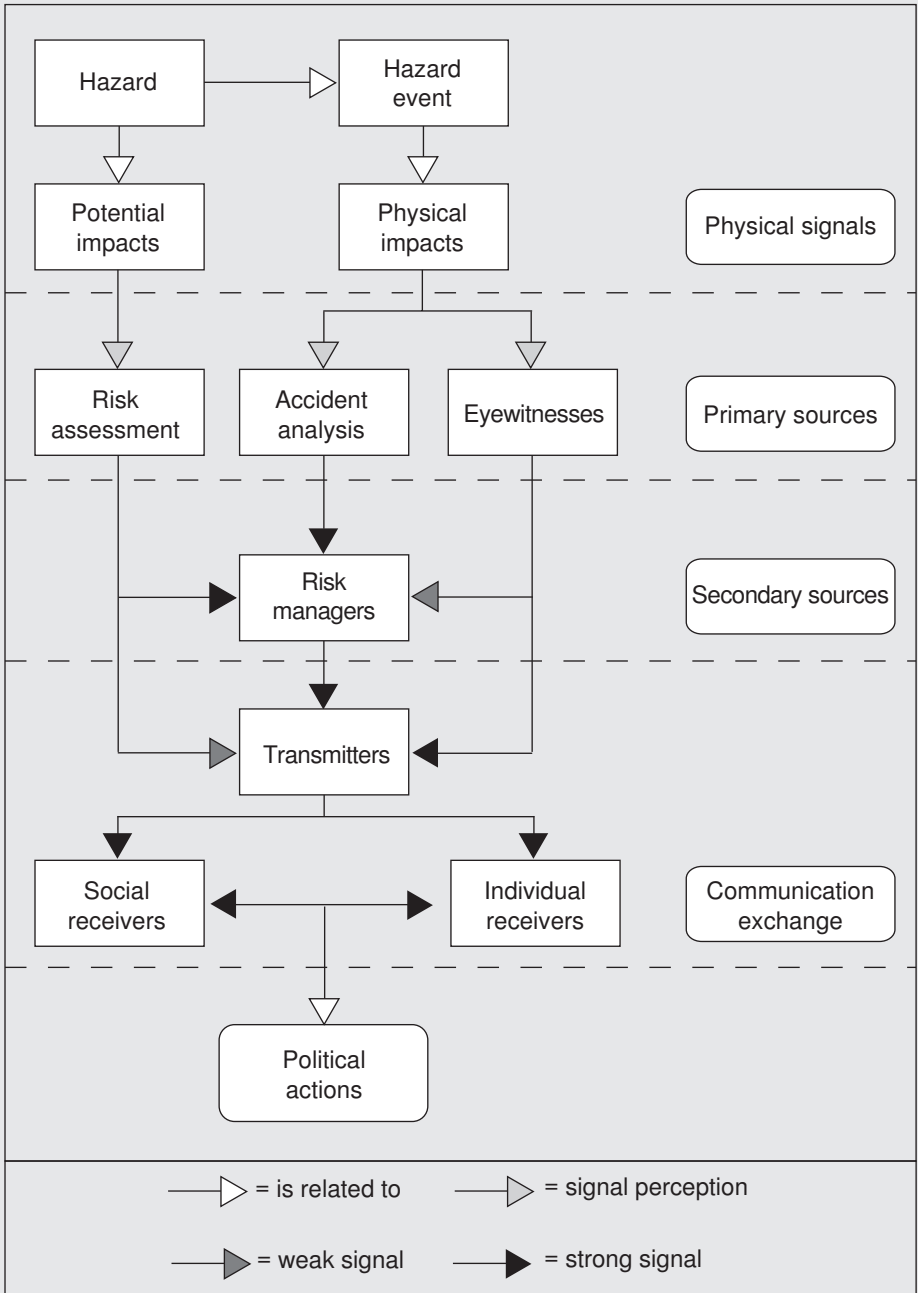 Hazard
Hazard
event
Potential
impacts
Physical
impacts
Physical signals
Risk
assessment
Accident
analysis
Eyewitnesses
Primary sources
Risk
managers
Secondary sources
Transmitters
Social
receivers
Individual
receivers
Communication
exchange
Political
actions
= is related to
= signal perception
= weak signal
= strong signal